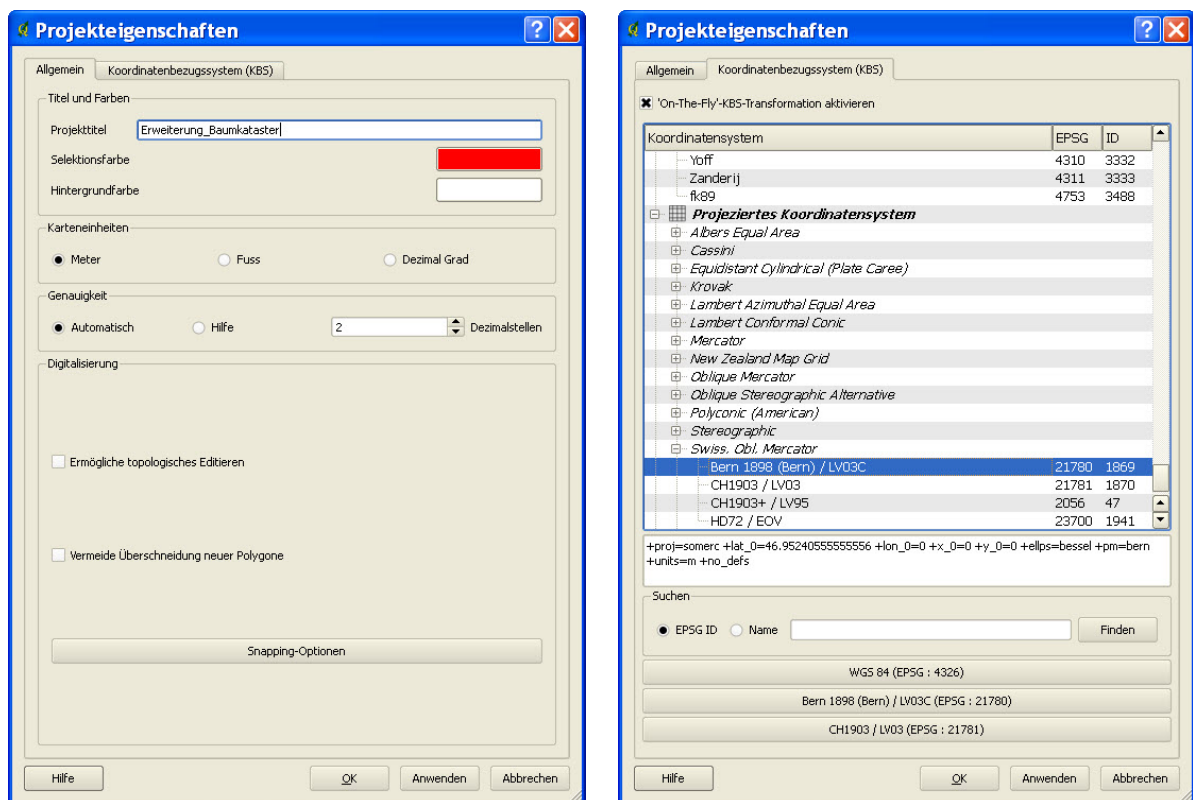 Projekteigenschaften
Allgemein
Koordinatenbezugssystem (KBS)
Titel und Farben
Projekttitel
Erweiterung_Baumkataster
Selektionsfarbe
Hintergrundfarbe
Karteneinheiten
Meter
Fuss
Dezimal Grad
Genauigkeit
Automatisch
Hilfe
2
Dezimalstellen
Digitalisierung
Ermögliche topologisches Editieren
Vermeide Überschneidung neuer Polygone
Snapping-Optionen
Hilfe
OK
Anwenden
Abbrechen
Projekteigenschaften
Allgemein
Koordinatenbezugssystem (KBS)
'On-The-Fly'-KBS-Transformation aktivieren
Koordinatensystem EPSG ID
Yoff 4310 3332
Zanderij 4311 3333
fk89 4753 3488
Projeziertes Koordinatensystem
Albers Equal Area
Cassini
Equidistant Cylindrical (Plate Caree)
Krovak
Lambert Azimuthal Equal Area
Lambert Conformal Conic
Mercator
New Zealand Map Grid
Oblique Mercator
Oblique Stereographic Alternative
Polyconic (American)
Stereographic
Swiss. Obl. Mercator
Bern 1898 (Bern) / LV03C 21780 1869
CH1903 / LV03 21781 1870
CH1903+ / LV95 2056 47
HD72 / EOV 23700 1941
+proj=somerc +lat_0=46.95240555555556 +lon_0=0 +x_0=0 +y_0=0 +ellps=bessel +pm=bern
+units=m +no_defs
Suchen
EPSG ID
Name
Finden
WGS 84 (EPSG : 4326)
Bern 1898 (Bern) / LV03C (EPSG : 21780)
CH1903 / LV03 (EPSG : 21781)
Hilfe
OK
Anwenden
Abbrechen